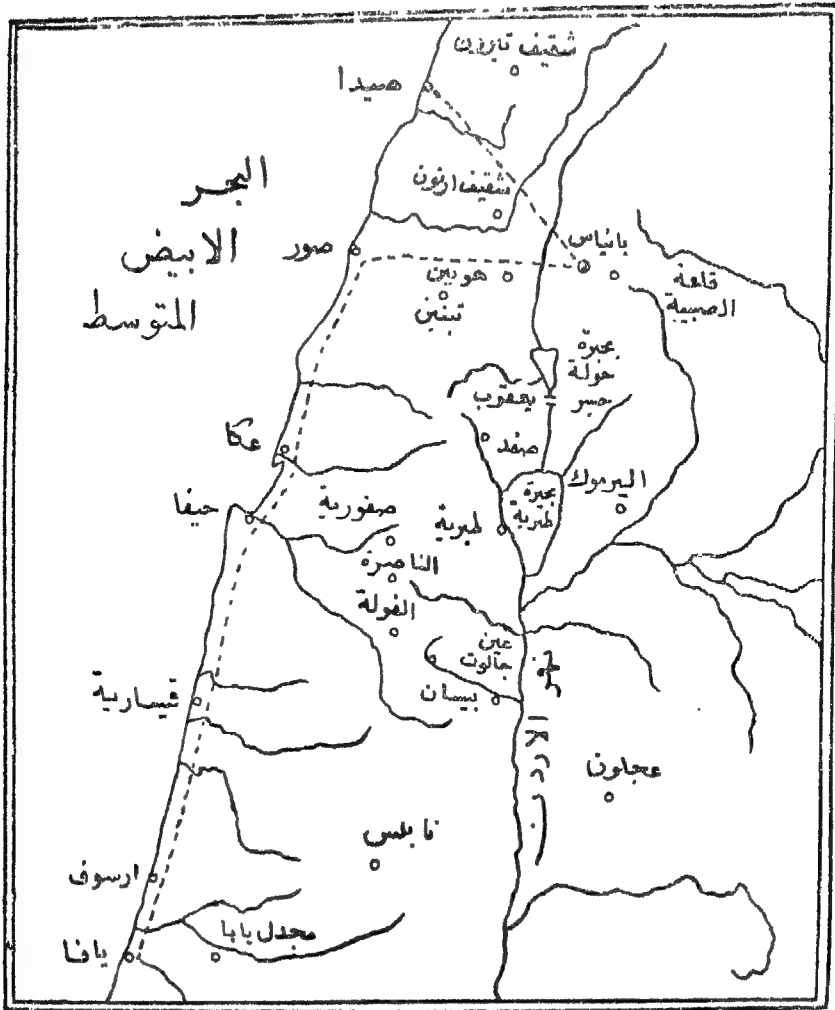 شقيف تيرون
صيدا
البحر
الابيض
المتوسط
شقيف ارنون
صور
بانياس
قلعة
الصبيبة
هونين
تبنين
بحيرة
حولة
جسر
يعقوب
صفد
عكا
حيفا
صفورية
طبرية
بحيرة
طبرية
اليرموك
الناصرة
الفولة
عين
جالوت
بيسان
نهر
الاردن
قيسارية
عجلون
نابلس
ارسوف
مجدل يابا
يافا